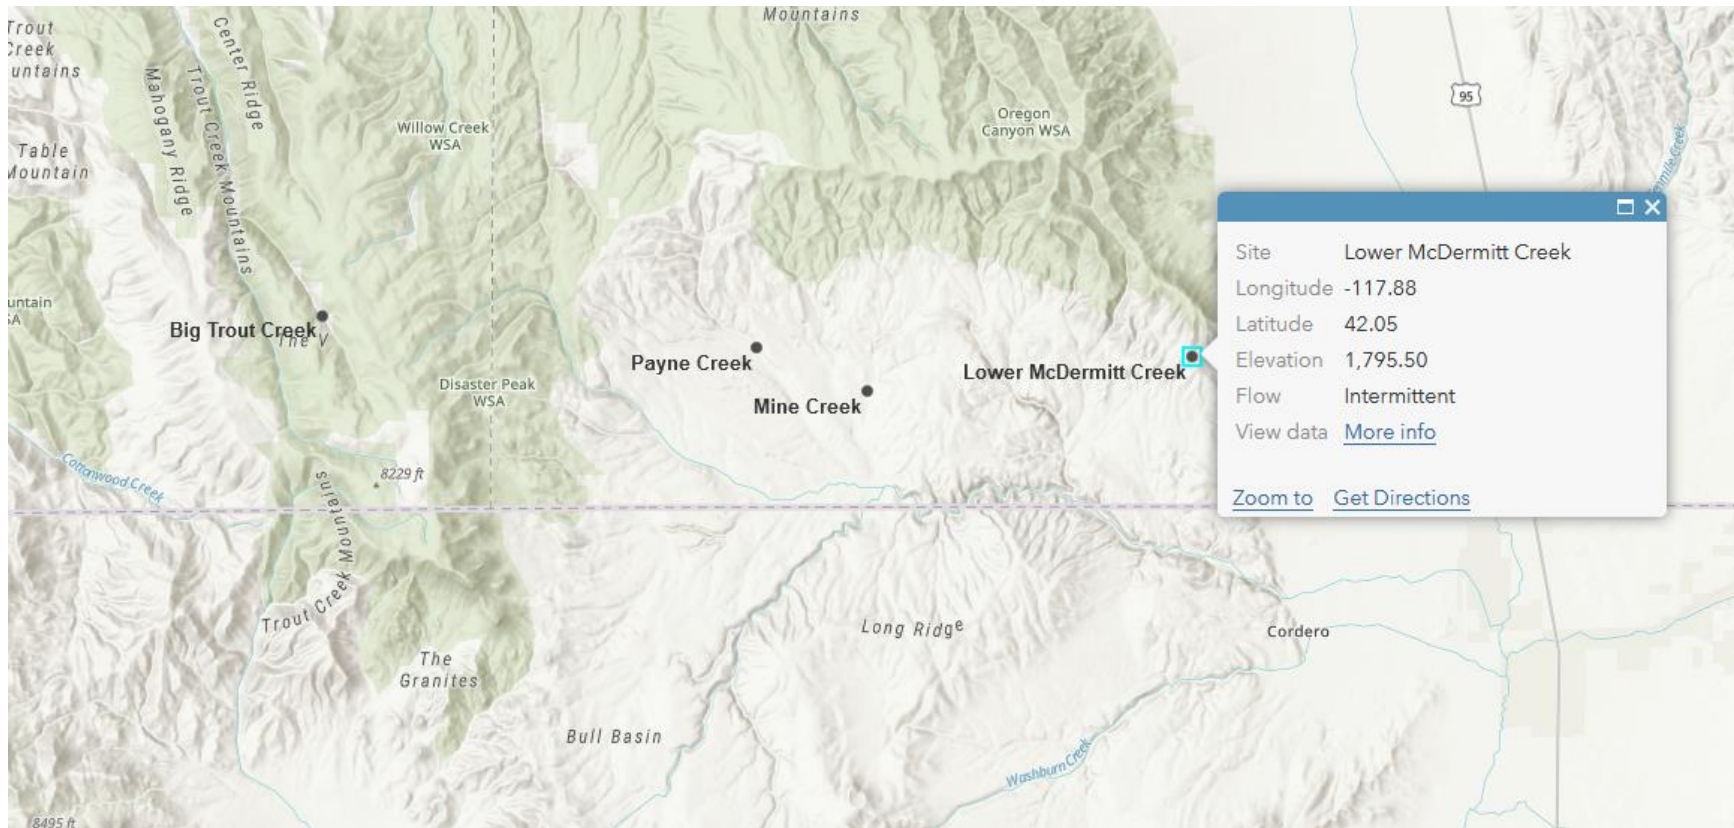 Trout
Creek
untains
Center Ridge
Mountains
Mahogany Ridge
Trout Creek Mountains
95
Oregon
Canyon WSA
Willow Creek
WSA
Table
Mountain
untain
SA
Big Trout Creek
The V
Payne Creek
Mine Creek
Lower McDermitt Creek
Disaster Peak
WSA
Cottonwood Creek
8229 ft
Trout Creek Mountains
The
Granites
Bull Basin
Long Ridge
Washburn Creek
Cordero
8495 ft
Site Lower McDermitt Creek
Longitude -117.88
Latitude 42.05
Elevation 1,795.50
Flow Intermittent
View data More info
Zoom to Get Directions